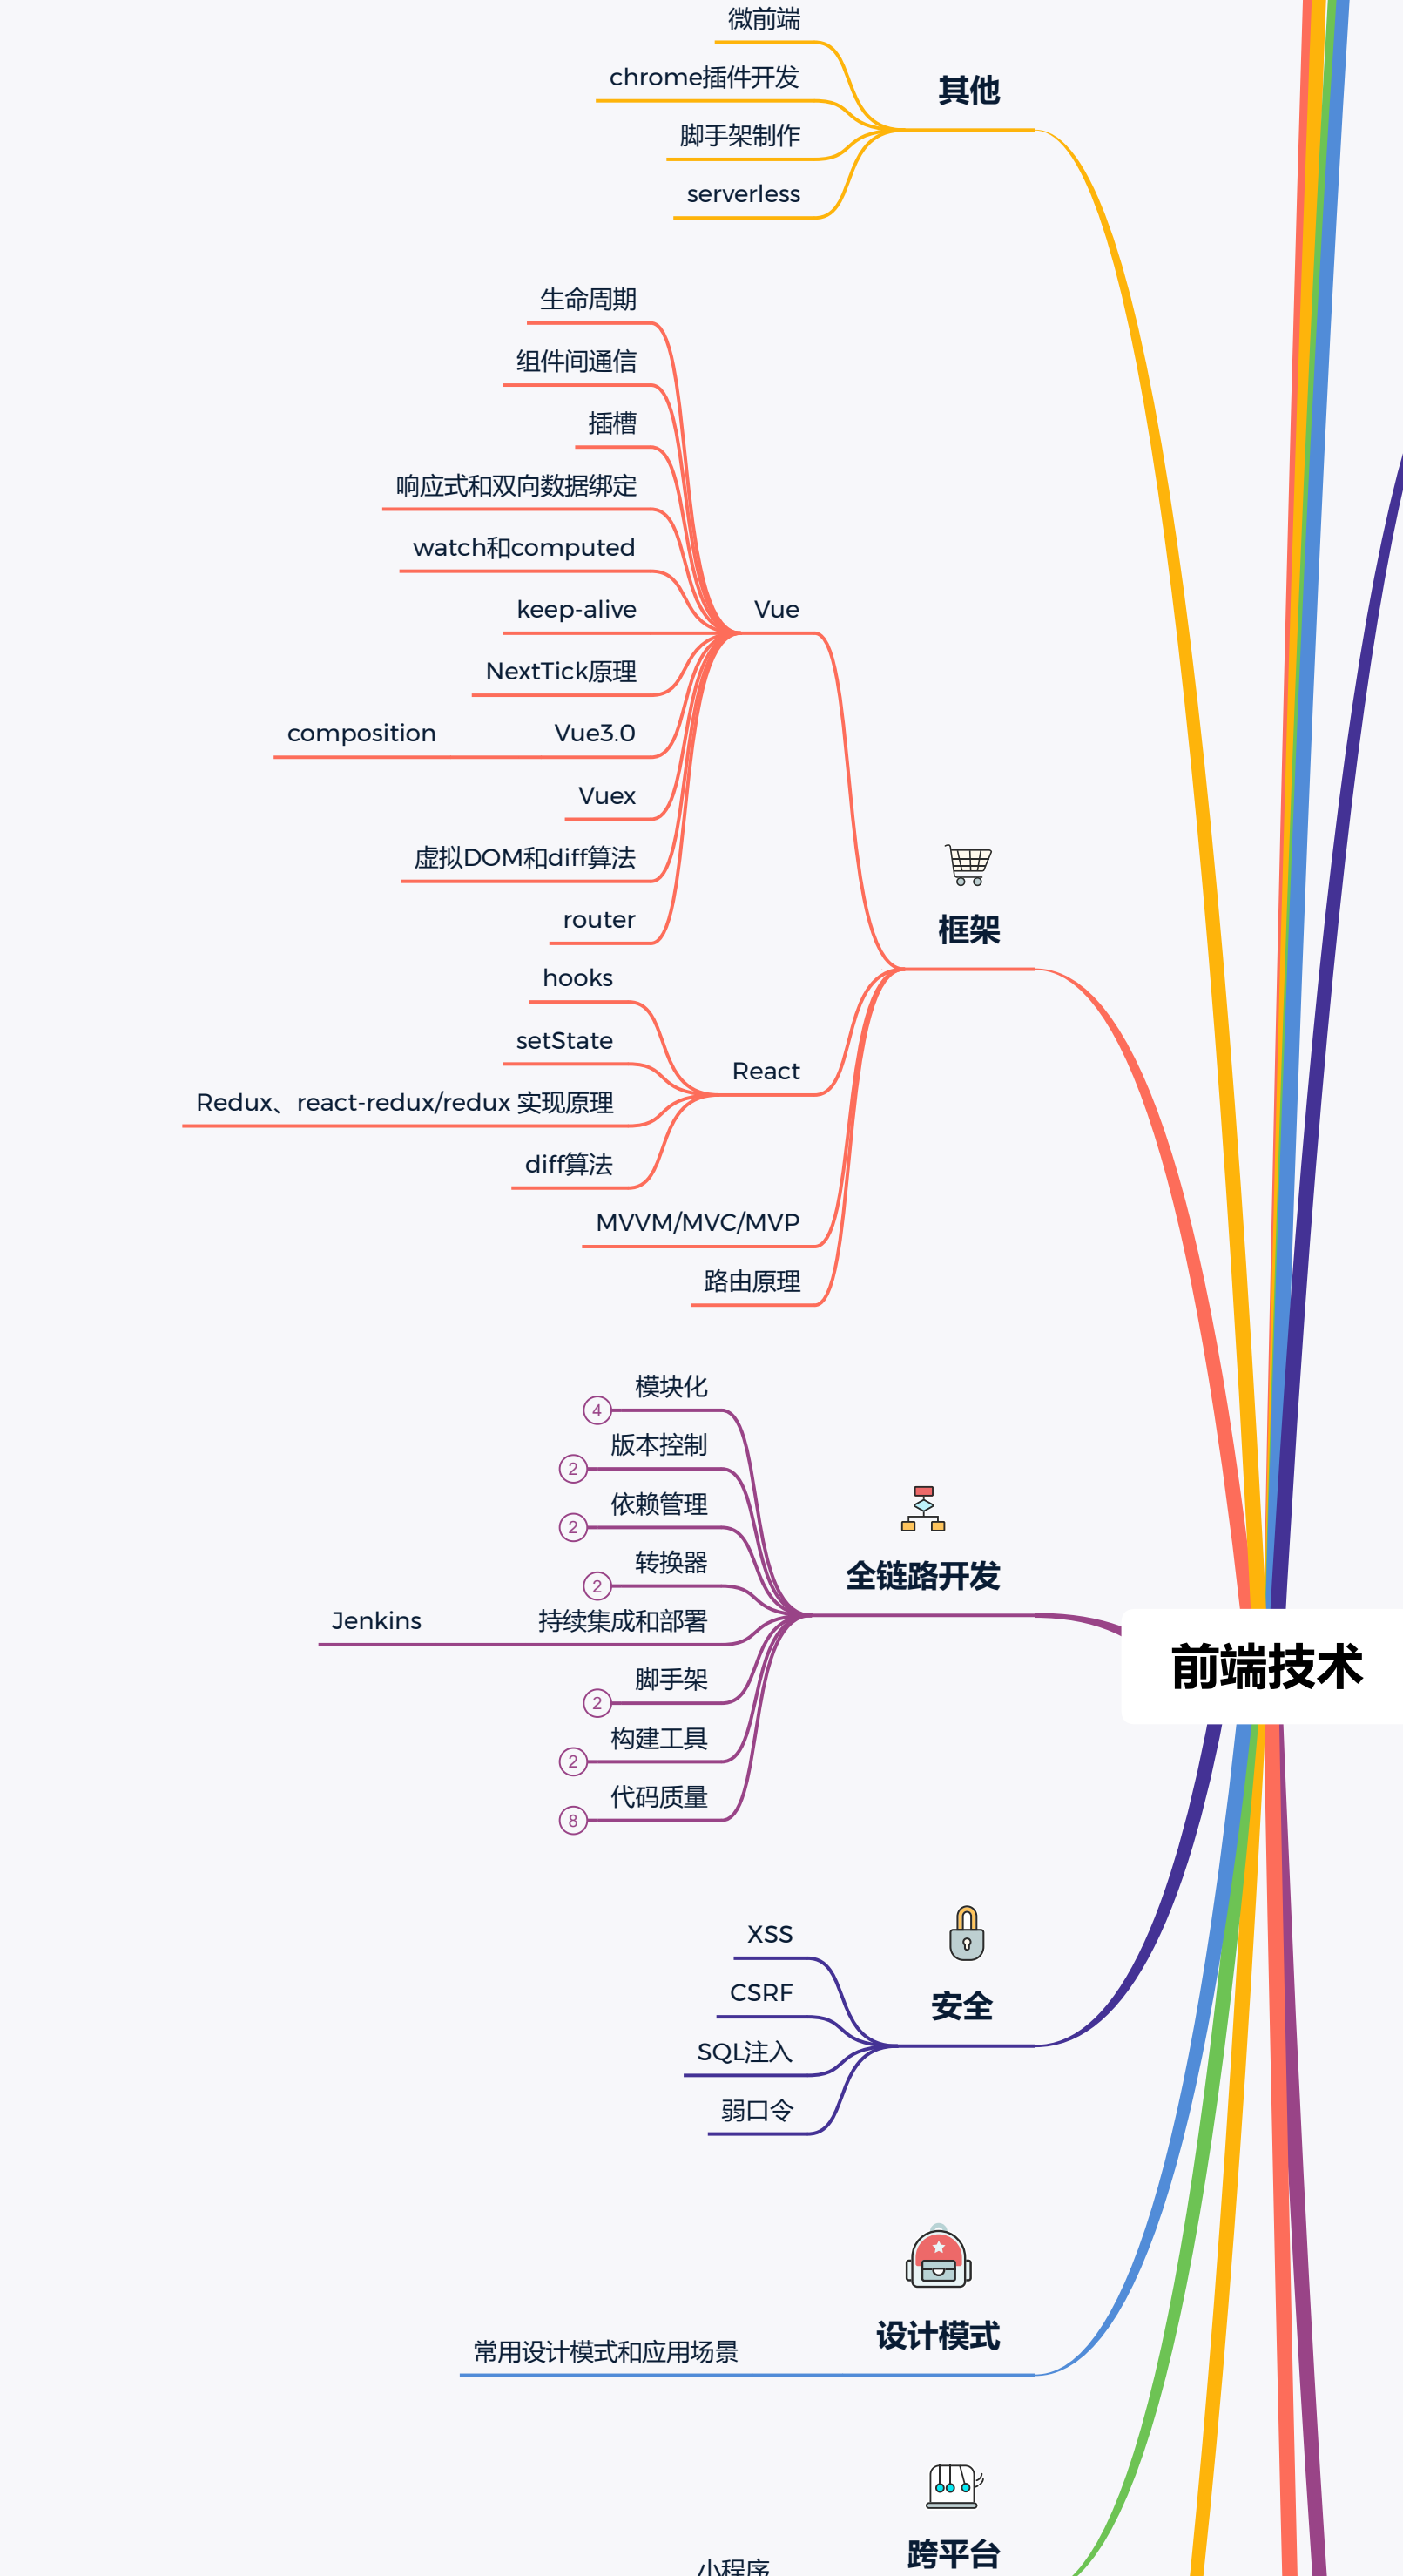 微前端
chrome插件开发
其他
脚手架制作
serverless
生命周期
组件间通信
插槽
响应式和双向数据绑定
watch和computed
keep-alive
Vue
NextTick原理
composition
Vue3.0
Vuex
虚拟DOM和diff算法
router
框架
hooks
setState
React
Redux、react-redux/redux 实现原理
diff算法
MVVM/MVC/MVP
路由原理
模块化
4
版本控制
2
依赖管理
2
转换器
2
全链路开发
Jenkins
持续集成和部署
脚手架
2
构建工具
2
代码质量
8
前端技术
XSS
CSRF
安全
SQL注入
弱口令
设计模式
常用设计模式和应用场景
跨平台
小程序